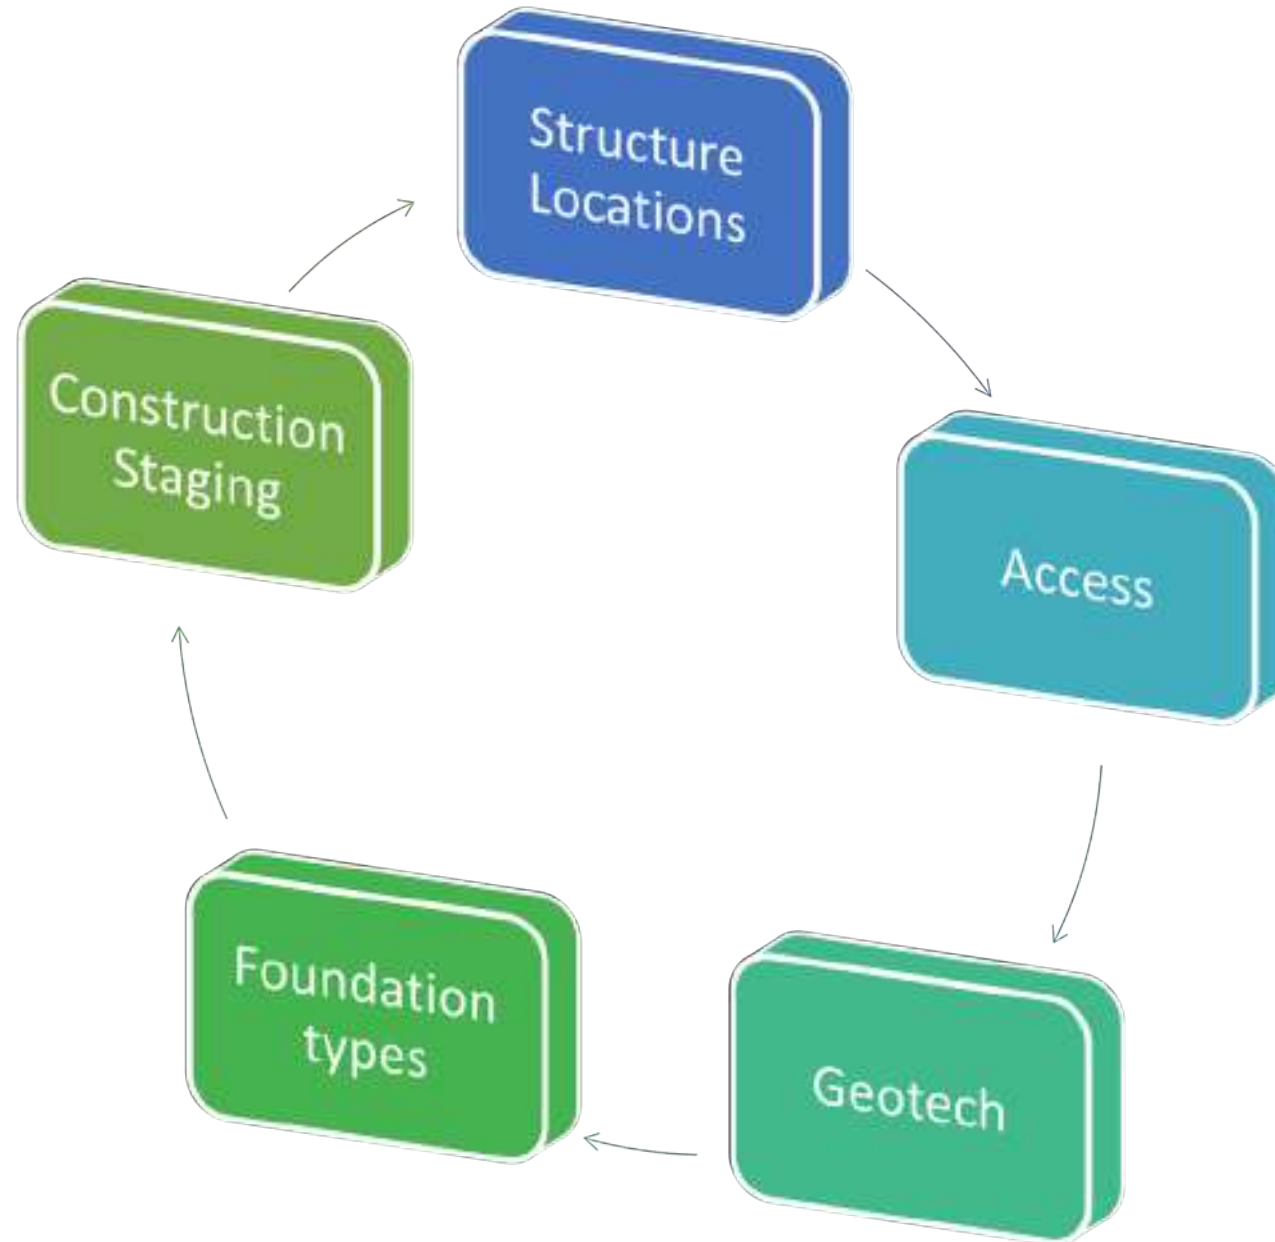 Structure
Locations
Access
Geotech
Foundation
types
Construction
Staging